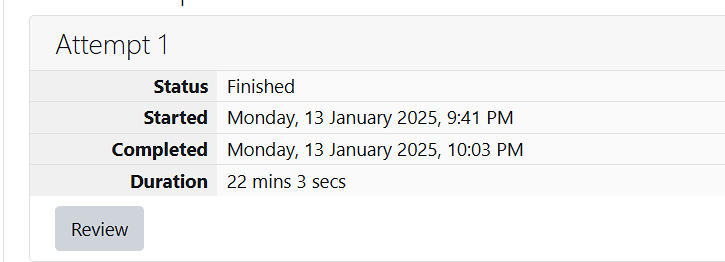 Attempt 1
Status Finished
Started Monday, 13 January 2025, 9:41 PM
Completed Monday, 13 January 2025, 10:03 PM
Duration 22 mins 3 secs
Review